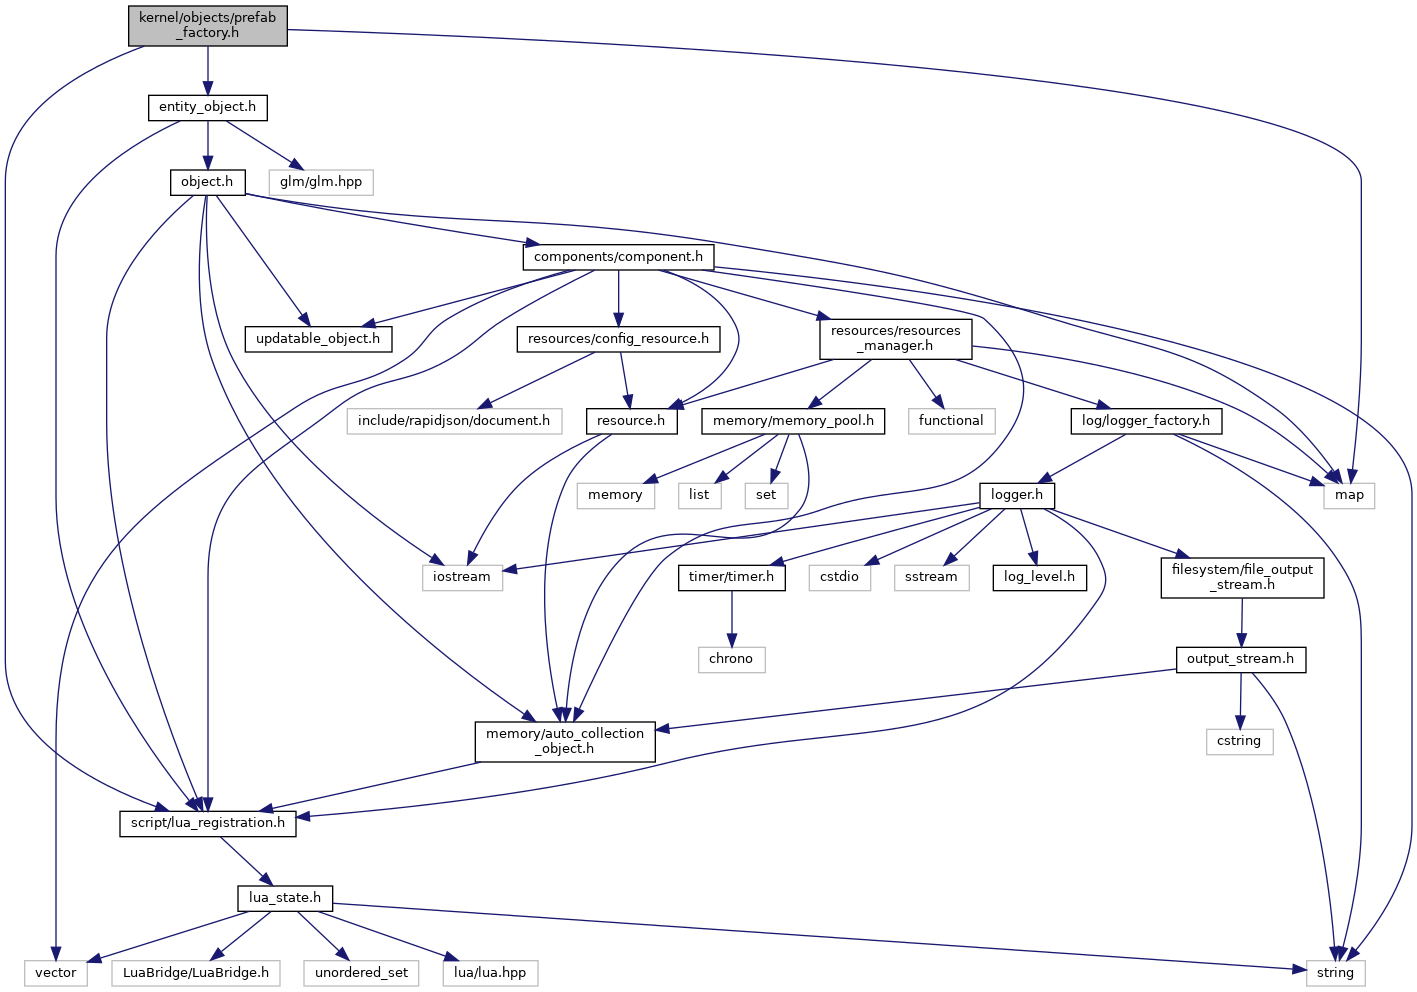 kernel/objects/prefab
_factory.h
entity_object.h
object.h
glm/glm.hpp
components/component.h
updatable_object.h
resources/config_resource.h
resources/resources
_manager.h
include/rapidjson/document.h
resource.h
memory/memory_pool.h
functional
log/logger_factory.h
memory
list
set
logger.h
map
iostream
timer/timer.h
cstdio
sstream
log_level.h
filesystem/file_output
_stream.h
chrono
output_stream.h
memory/auto_collection
_object.h
cstring
script/lua_registration.h
lua_state.h
vector
LuaBridge/LuaBridge.h
unordered_set
lua/lua.hpp
string